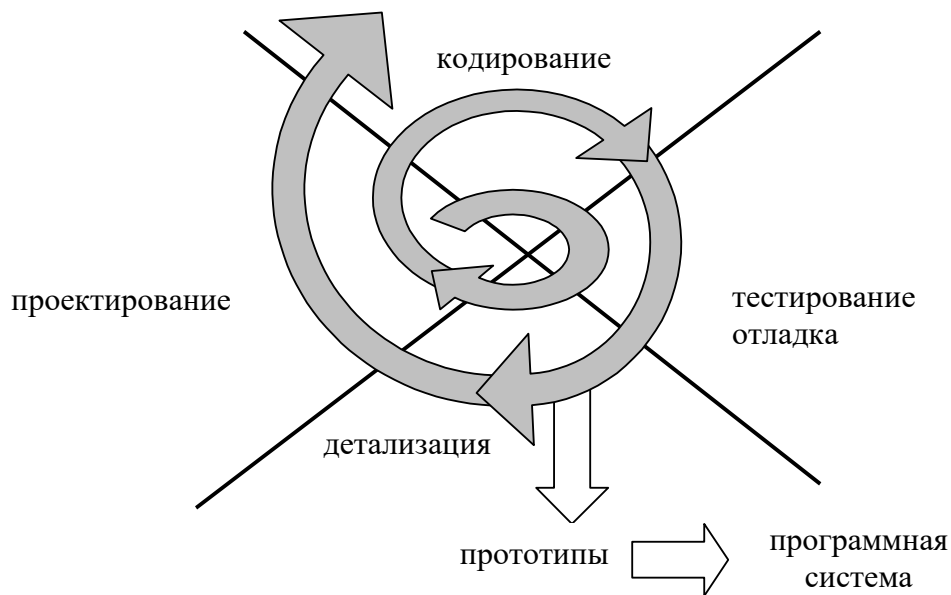 кодирование
проектирование
тестирование
отладка
детализация
прототипы
программная
система